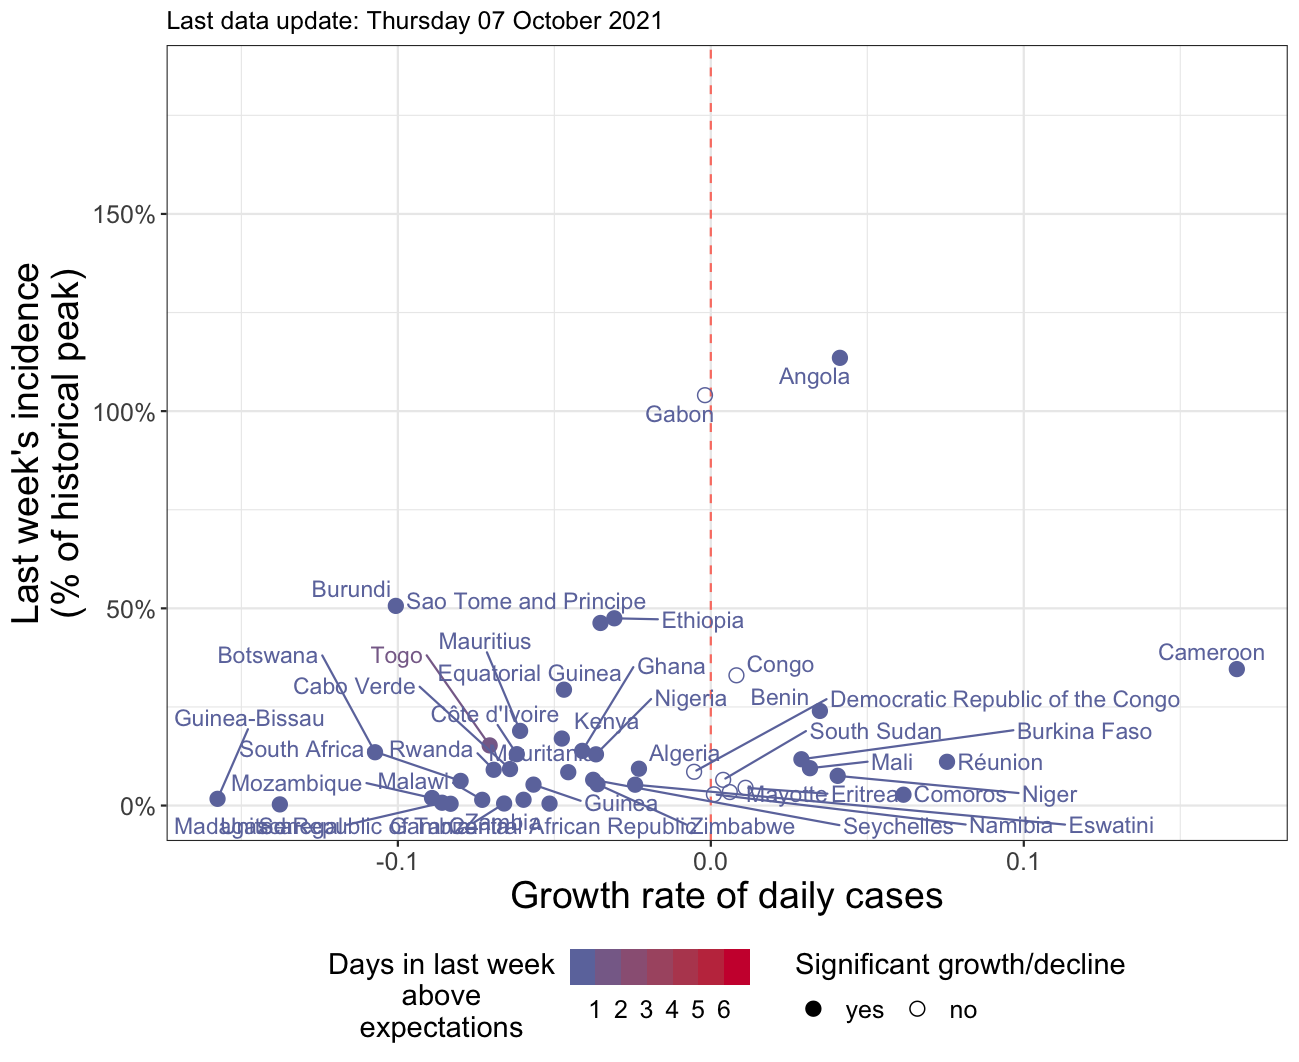 Last data update: Thursday 07 October 2021
Last week's incidence
(% of historical peak)
150%
100%
50%
0%
Angola
Gabon
Burundi
Sao Tome and Principe
Ethiopia
Mauritius
Botswana
Togo
Cameroon
Congo
Ghana
Equatorial Guinea
Cabo Verde
Benin
Democratic Republic of the Congo
Nigeria
Guinea-Bissau
Côte d'Ivoire
Kenya
South Sudan
Burkina Faso
South Africa
Rwanda
Mauritania
Algeria
Mali
Réunion
Mozambique
Malawi
Guinea
Mayotte
Eritrea
Comoros
Niger
Zambia
Central African Republic
Zimbabwe
Seychelles
Namibia
Eswatini
-0.1
0.0
0.1
Growth rate of daily cases
Days in last week
above
expectations
1 2 3 4 5 6
Significant growth/decline
yes
no